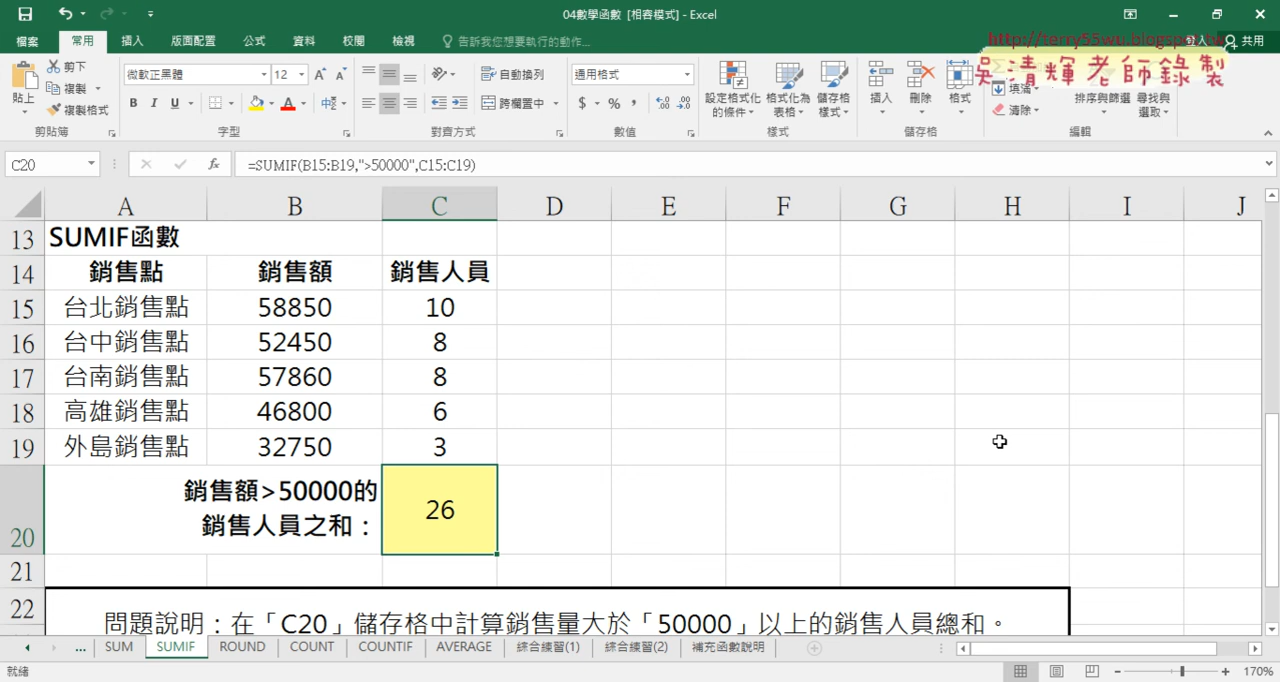 04數學函數 [相容模式] - Excel
檔案 常用 插入 版面配置 公式 資料 校閱 檢視 告訴我您想要執行的動作... 登入 共用
http://terry55wu.blogspot.tw
吳清輝老師錄製
貼上 剪下 複製 複製格式
微軟正黑體 12
B I U 中
自動換列
跨欄置中
通用格式
$ % ,
設定格式化的條件 格式化為表格 儲存格樣式 插入 刪除 格式 填滿 清除 排序與篩選 尋找與選取
剪貼簿 字型 對齊方式 數值 樣式 儲存格 編輯
C20 fx =SUMIF(B15:B19,">50000",C15:C19)
A B C D E F G H I J
13 SUMIF函數
14 銷售點 銷售額 銷售人員
15 台北銷售點 58850 10
16 台中銷售點 52450 8
17 台南銷售點 57860 8
18 高雄銷售點 46800 6
19 外島銷售點 32750 3
銷售額>50000的
20 銷售人員之和： 26
21
22 問題說明：在「C20」儲存格中計算銷售量大於「50000」以上的銷售人員總和。
... SUM SUMIF ROUND COUNT COUNTIF AVERAGE 綜合練習(1) 綜合練習(2) 補充函數說明
就緒 170%